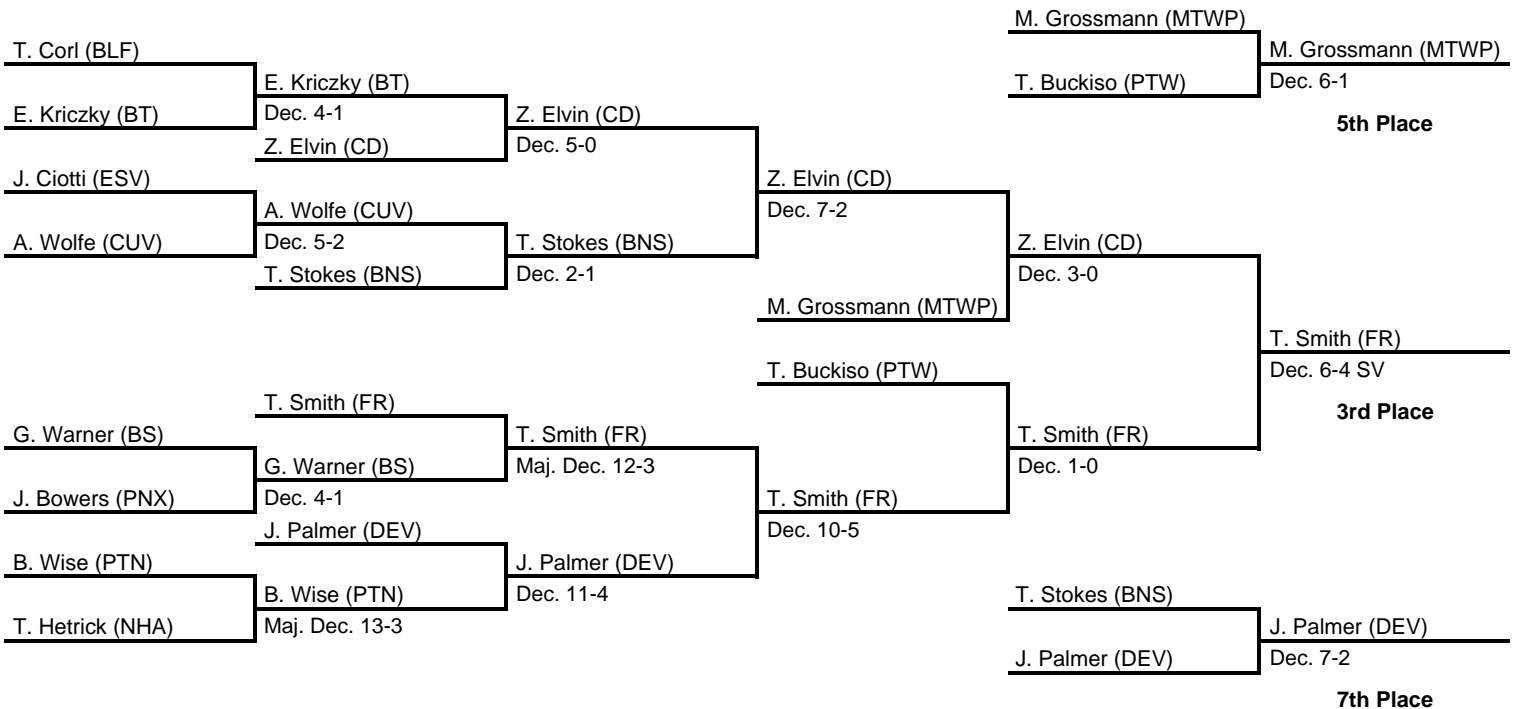 M. Grossmann (MTWP)
T. Corl (BLF)
M. Grossmann (MTWP)
E. Kriczky (BT)
T. Buckiso (PTW)
Dec. 6-1
E. Kriczky (BT)
Dec. 4-1
Z. Elvin (CD)
5th Place
Z. Elvin (CD)
Dec. 5-0
J. Ciotti (ESV)
Z. Elvin (CD)
A. Wolfe (CUV)
Dec. 7-2
A. Wolfe (CUV)
Dec. 5-2
T. Stokes (BNS)
Z. Elvin (CD)
T. Stokes (BNS)
Dec. 2-1
Dec. 3-0
M. Grossmann (MTWP)
T. Smith (FR)
T. Buckiso (PTW)
Dec. 6-4 SV
T. Smith (FR)
3rd Place
G. Warner (BS)
T. Smith (FR)
T. Smith (FR)
G. Warner (BS)
Maj. Dec. 12-3
Dec. 1-0
J. Bowers (PNX)
Dec. 4-1
T. Smith (FR)
J. Palmer (DEV)
Dec. 10-5
B. Wise (PTN)
J. Palmer (DEV)
B. Wise (PTN)
Dec. 11-4
T. Stokes (BNS)
T. Hetrick (NHA)
Maj. Dec. 13-3
J. Palmer (DEV)
J. Palmer (DEV)
Dec. 7-2
7th Place